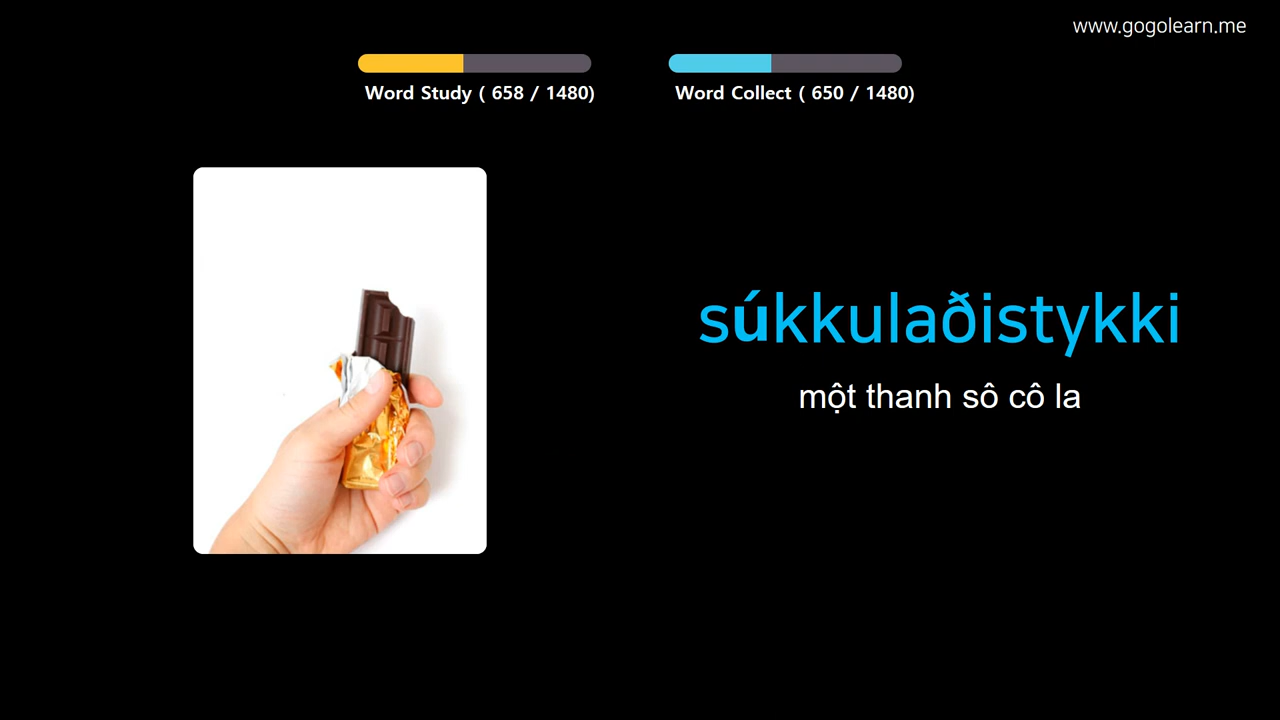 www.gogolearn.me
Word Study ( 658 / 1480)
Word Collect ( 650 / 1480)
súkkulaðistykki
một thanh sô cô la